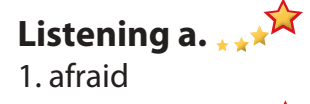 Listening a.
1. afraid